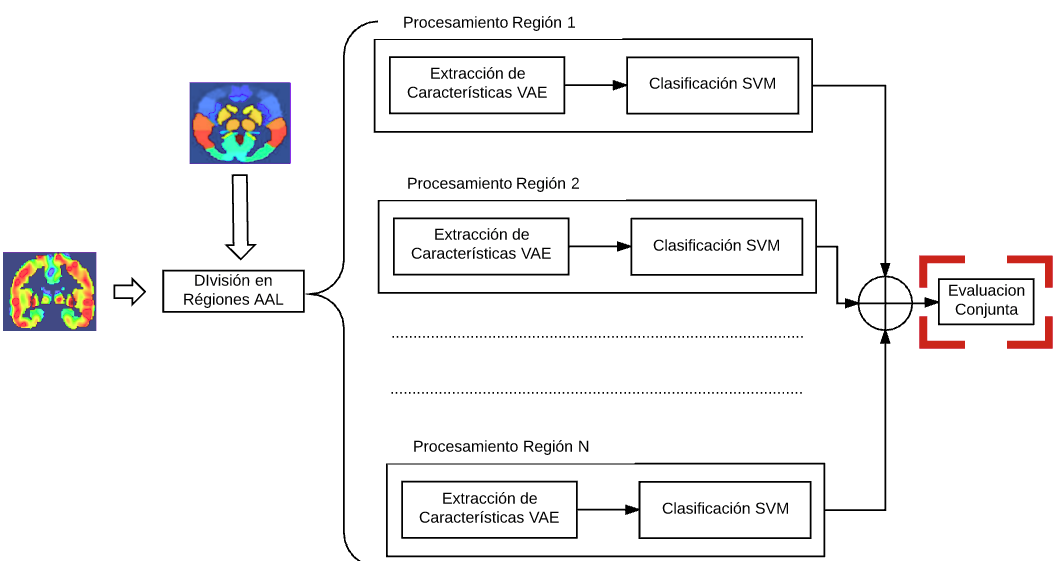 Procesamiento Región 1
Extracción de
Características VAE
Clasificación SVM
Procesamiento Región 2
Extracción de
Características VAE
Clasificación SVM
DIvisión en
Régiones AAL
Evaluacion
Conjunta
Procesamiento Región N
Extracción de
Características VAE
Clasificación SVM